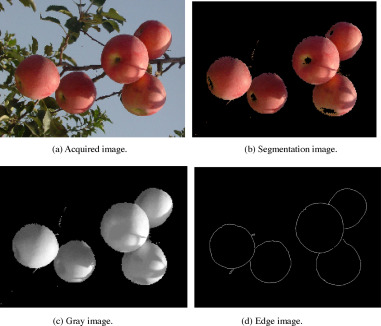 (a) Acquired image.
(b) Segmentation image.
(c) Gray image.
(d) Edge image.